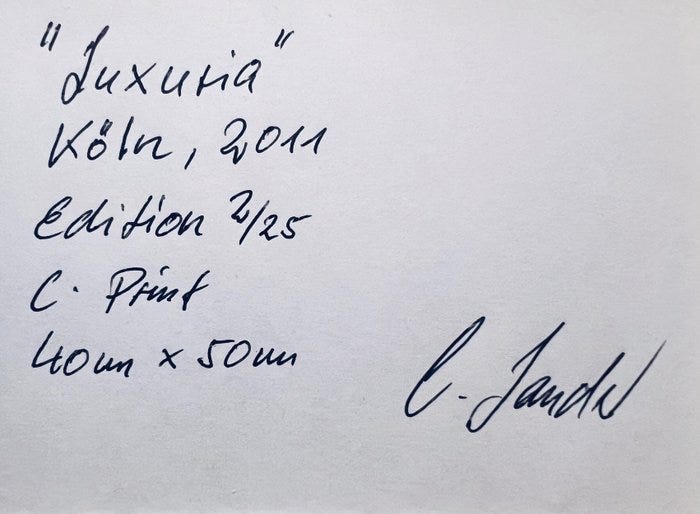 "Luxuria"
Köln, 2011
Edition 2/25
C. Print
40cm x 50cm
C.